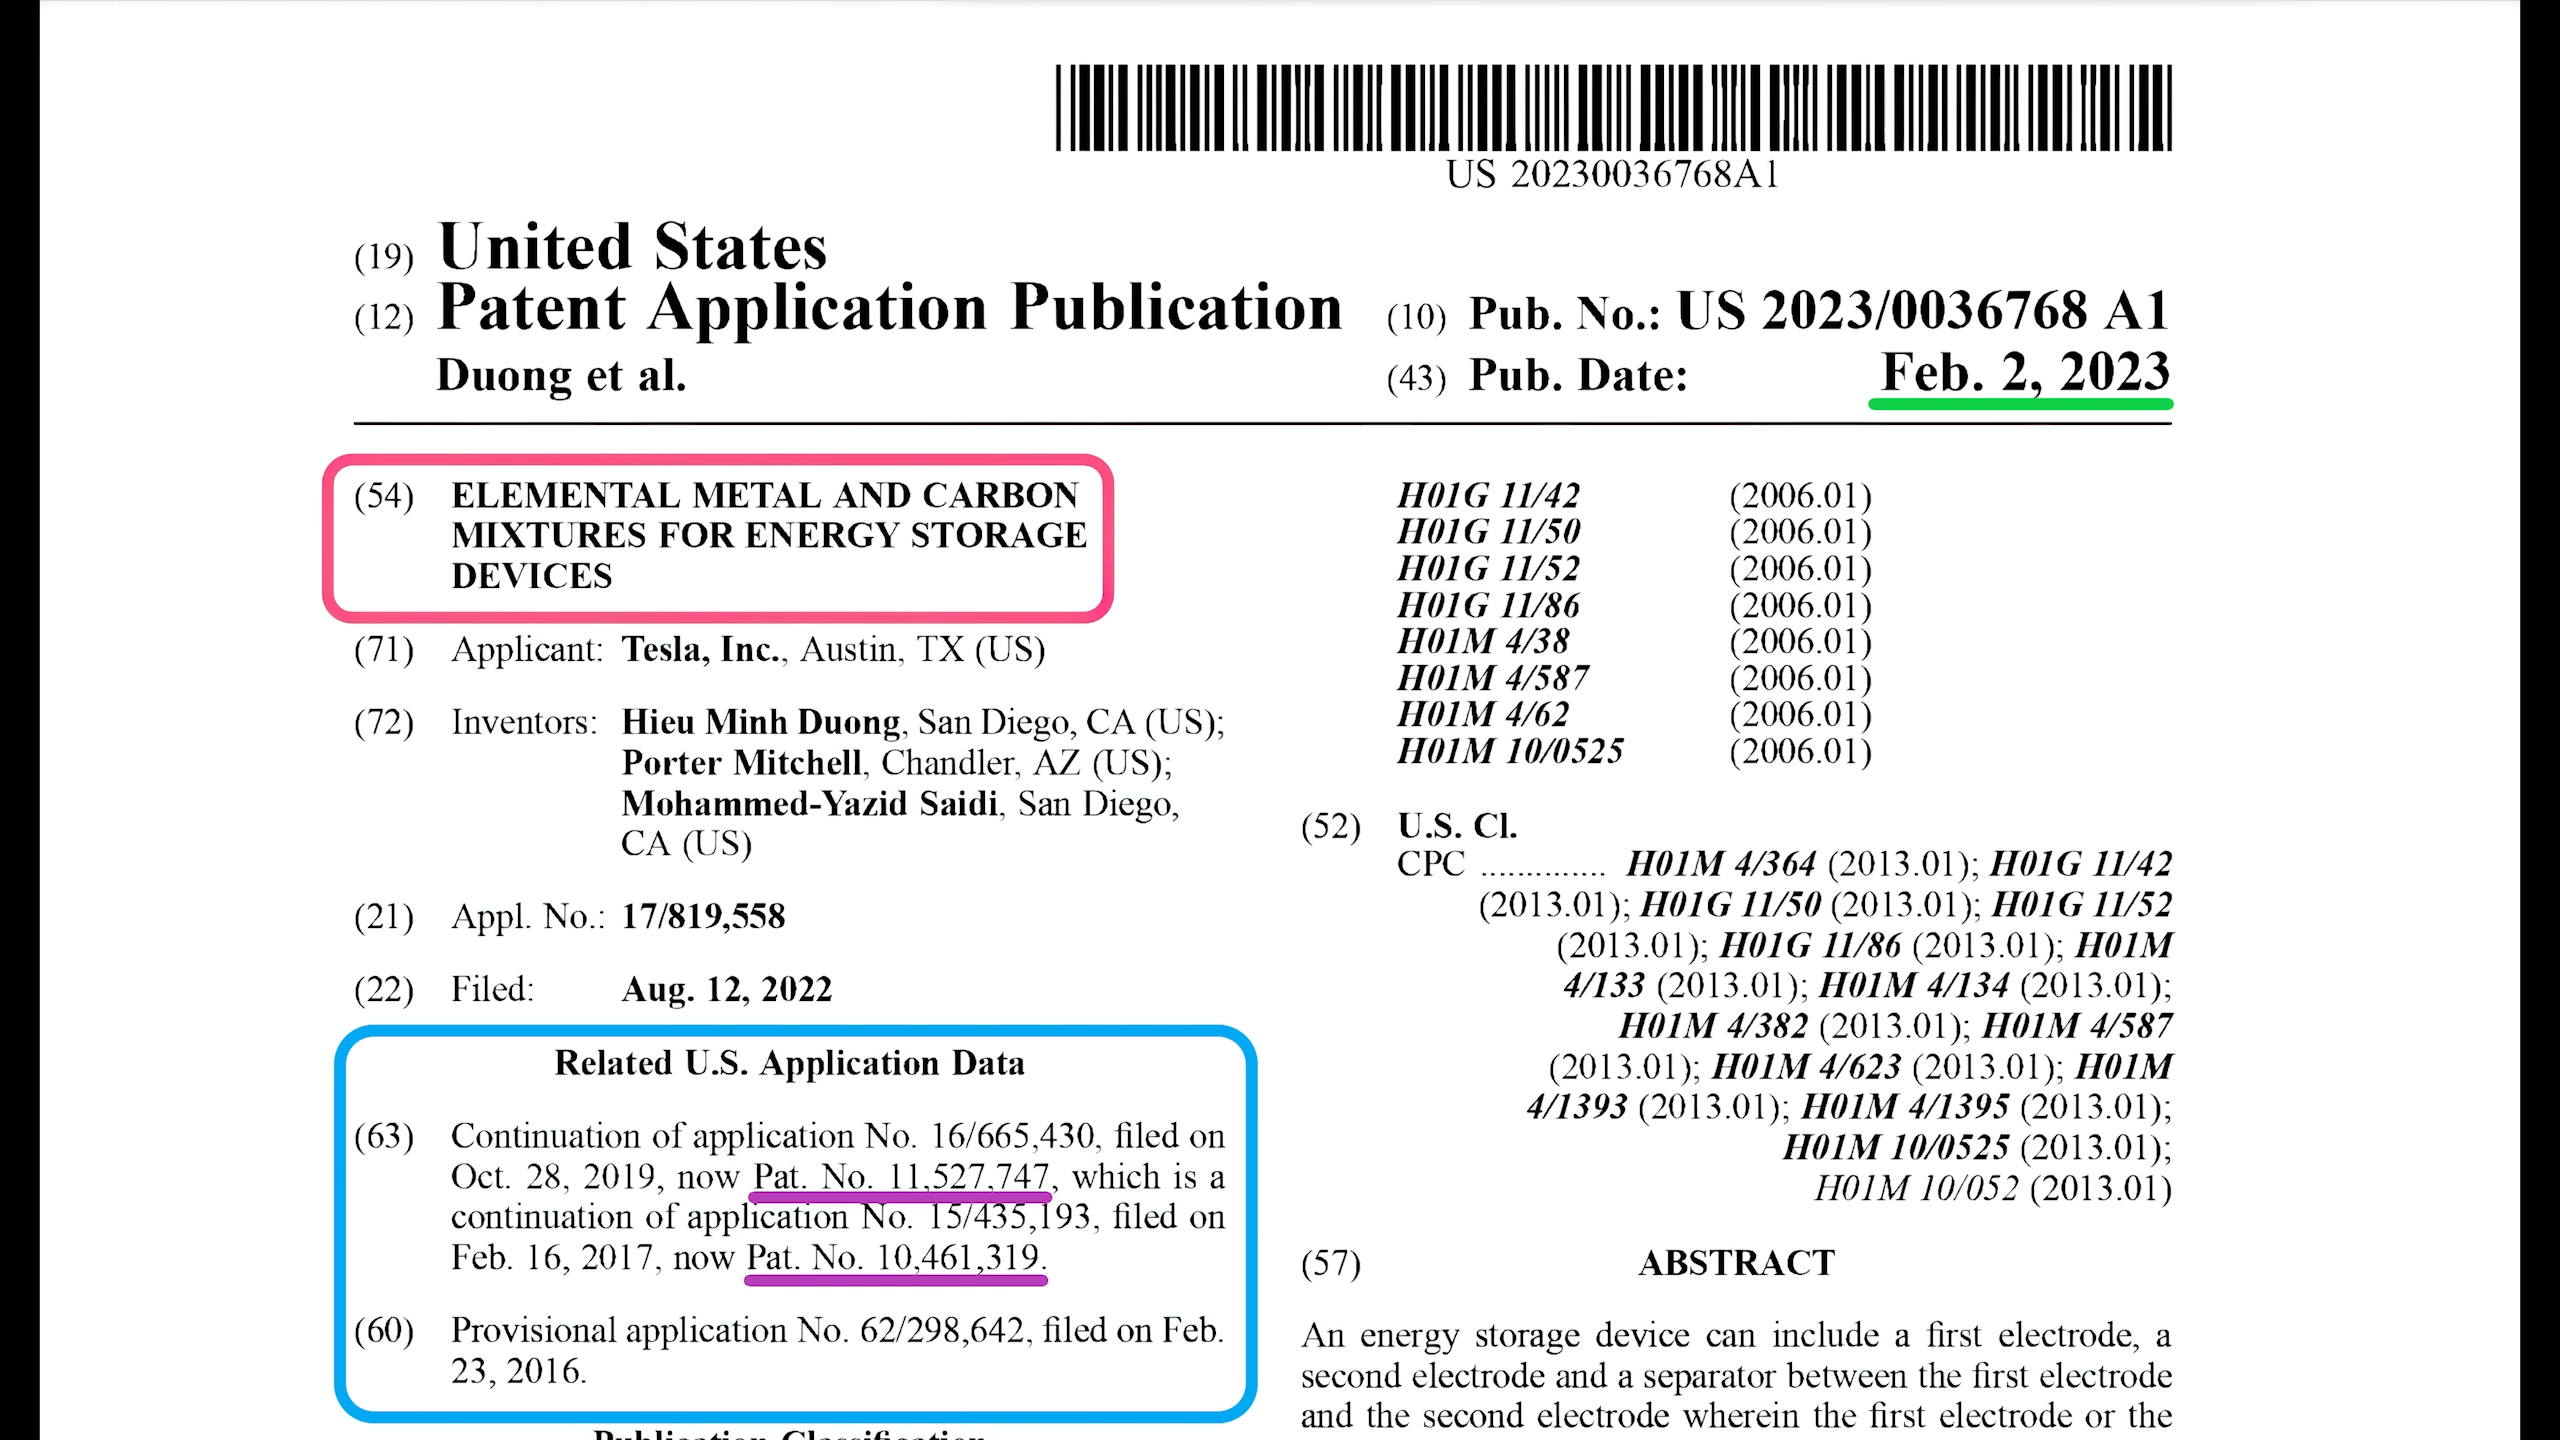 US 20230036768A1
(19) United States
(12) Patent Application Publication
Duong et al.
(10) Pub. No.: US 2023/0036768 A1
(43) Pub. Date: Feb. 2, 2023
(54) ELEMENTAL METAL AND CARBON
MIXTURES FOR ENERGY STORAGE
DEVICES
(71) Applicant: Tesla, Inc., Austin, TX (US)
(72) Inventors: Hieu Minh Duong, San Diego, CA (US);
Porter Mitchell, Chandler, AZ (US);
Mohammed-Yazid Saidi, San Diego,
CA (US)
(21) Appl. No.: 17/819,558
(22) Filed: Aug. 12, 2022
Related U.S. Application Data
(63) Continuation of application No. 16/665,430, filed on
Oct. 28, 2019, now Pat. No. 11,527,747, which is a
continuation of application No. 15/435,193, filed on
Feb. 16, 2017, now Pat. No. 10,461,319.
(60) Provisional application No. 62/298,642, filed on Feb.
23, 2016.
Publication Classification
H01G 11/42 (2006.01)
H01G 11/50 (2006.01)
H01G 11/52 (2006.01)
H01G 11/86 (2006.01)
H01M 4/38 (2006.01)
H01M 4/587 (2006.01)
H01M 4/62 (2006.01)
H01M 10/0525 (2006.01)
(52) U.S. Cl.
CPC .............. H01M 4/364 (2013.01); H01G 11/42
(2013.01); H01G 11/50 (2013.01); H01G 11/52
(2013.01); H01G 11/86 (2013.01); H01M
4/133 (2013.01); H01M 4/134 (2013.01);
H01M 4/382 (2013.01); H01M 4/587
(2013.01); H01M 4/623 (2013.01); H01M
4/1393 (2013.01); H01M 4/1395 (2013.01);
H01M 10/0525 (2013.01);
H01M 10/052 (2013.01)
(57) ABSTRACT
An energy storage device can include a first electrode, a
second electrode and a separator between the first electrode
and the second electrode wherein the first electrode or the